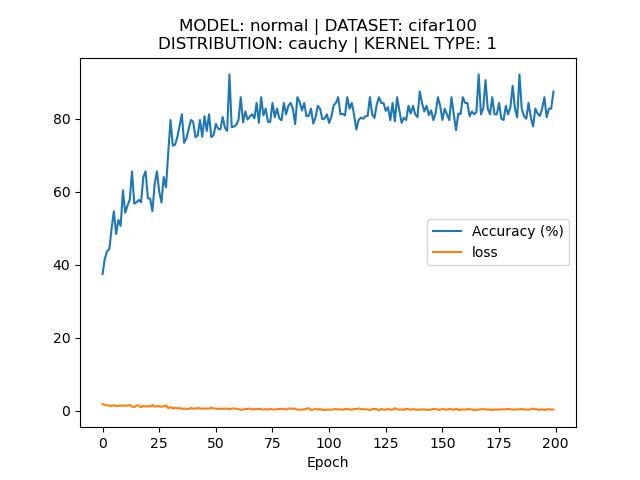 MODEL: normal | DATASET: cifar100
DISTRIBUTION: cauchy | KERNEL TYPE: 1
80
60
40
20
0
Accuracy (%)
loss
0 25 50 75 100 125 150 175 200
Epoch